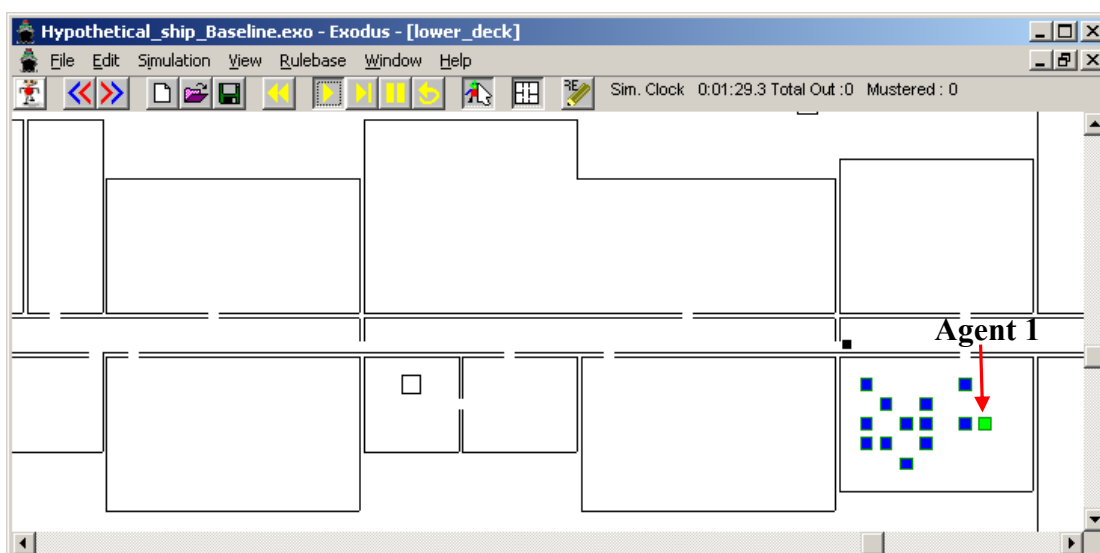 Hypothetical_ship_Baseline.exo - Exodus - [lower_deck]
File Edit Simulation View Rulebase Window Help
RE Sim. Clock 0:01:29.3 Total Out :0 Mustered : 0
Agent 1